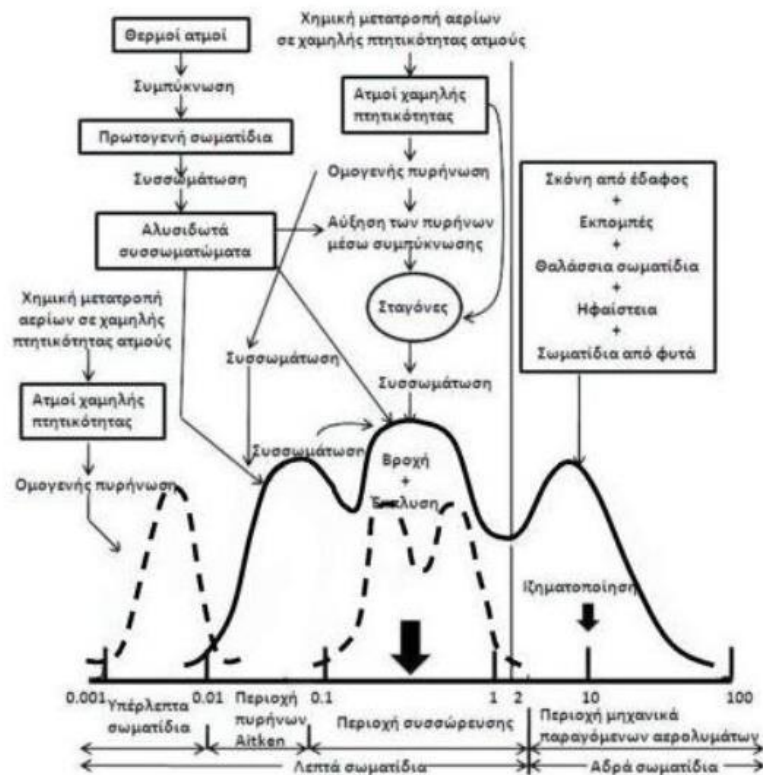 Θερμοί ατμοί
Συμπύκνωση
Πρωτογενή σωματίδια
Συσσωμάτωση
Αλυσιδωτά
συσσωματώματα
Χημική μετατροπή αερίων
σε χαμηλής πτητικότητας ατμούς
Ατμοί χαμηλής
πτητικότητας
Ομογενής πυρήνωση
Αύξηση των πυρήνων
μέσω συμπύκνωσης
Σταγόνες
Συσσωμάτωση
Σκόνη από έδαφος
+
Εκπομπές
+
Θαλάσσια σωματίδια
+
Ηφαίστεια
+
Σωματίδια από φυτά
Χημική μετατροπή
αερίων σε χαμηλής
πτητικότητας ατμούς
Ατμοί χαμηλής
πτητικότητας
Ομογενής πυρήνωση
Συσσωμάτωση
Συσσωμάτωση
Βροχή
+
Έκπλυση
Ιζηματοποίηση
0.001 0.01 0.1 1 2 10 100
Υπέρλεπτα
σωματίδια
Περιοχή
πυρήνων
Aitken
Περιοχή συσσώρευσης
Περιοχή μηχανικά
παραγόμενων αερολυμάτων
Λεπτά σωματίδια
Αδρά σωματίδια